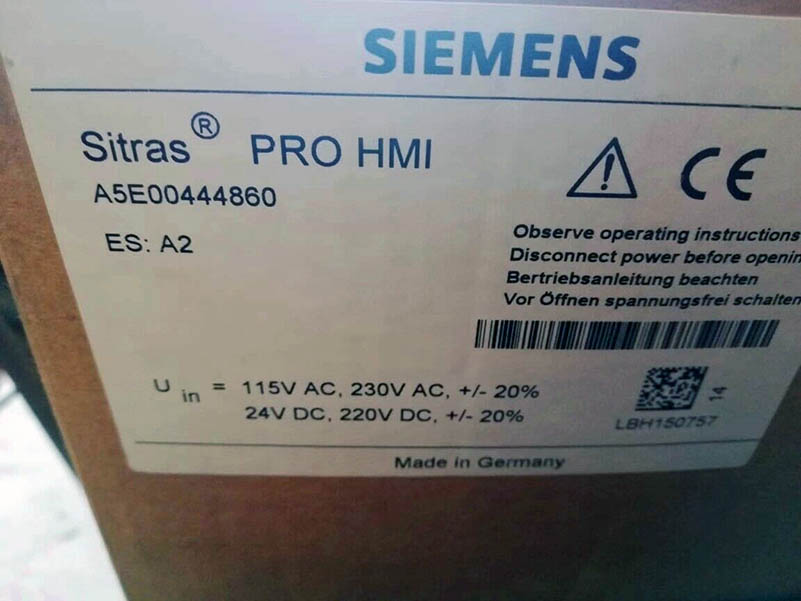 SIEMENS
Sitras® PRO HMI
A5E00444860
ES: A2
CE
Observe operating instructions
Disconnect power before openin
Bertriebsanleitung beachten
Vor Öffnen spannungsfrei schalten
U in = 115V AC, 230V AC, +/- 20%
24V DC, 220V DC, +/- 20%
14
LBH150757
Made in Germany